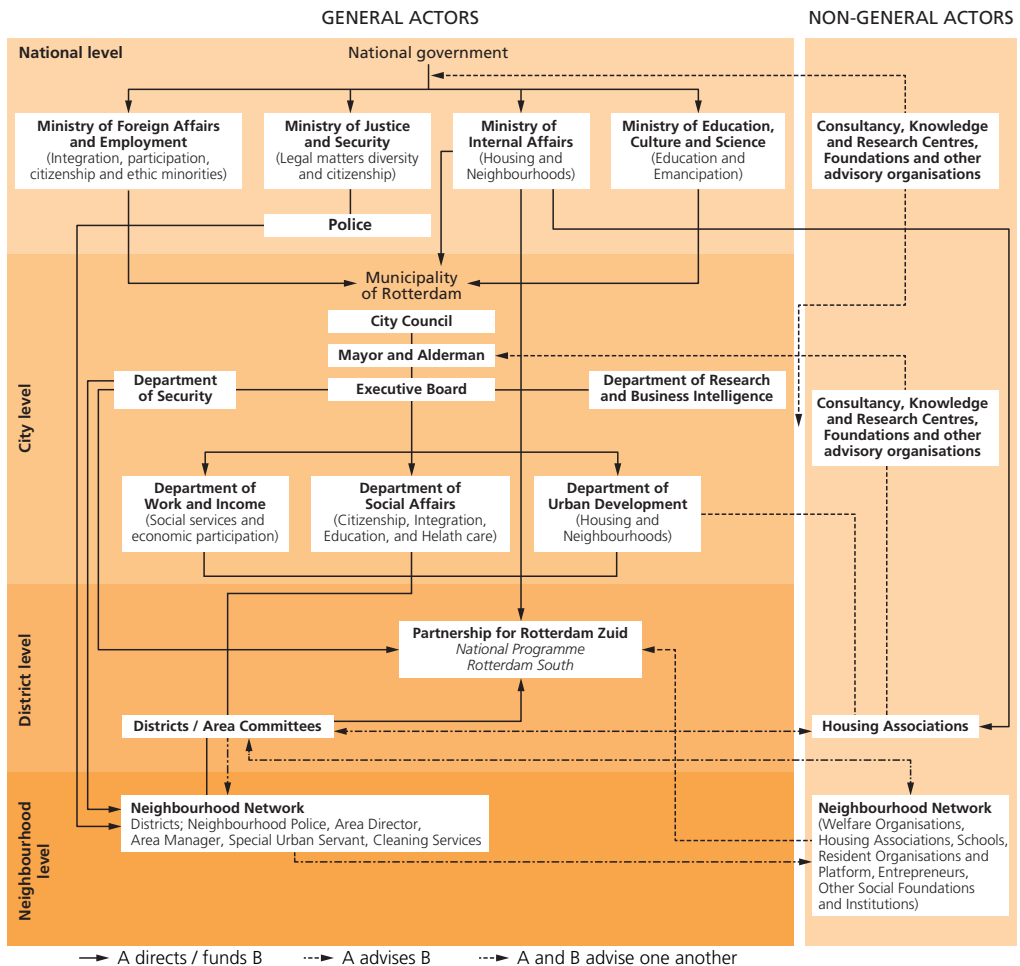 GENERAL ACTORS
NON-GENERAL ACTORS
National level
National government
Ministry of Foreign Affairs
and Employment
(Integration, participation,
citizenship and ethic minorities)
Ministry of Justice
and Security
(Legal matters diversity
and citizenship)
Ministry of
Internal Affairs
(Housing and
Neighbourhoods)
Ministry of Education,
Culture and Science
(Education and
Emancipation)
Consultancy, Knowledge
and Research Centres,
Foundations and other
advisory organisations
Police
City level
Municipality
of Rotterdam
City Council
Mayor and Alderman
Executive Board
Department
of Security
Department of Research
and Business Intelligence
Consultancy, Knowledge
and Research Centres,
Foundations and other
advisory organisations
Department of
Work and Income
(Social services and
economic participation)
Department of
Social Affairs
(Citizenship, Integration,
Education, and Helath care)
Department of
Urban Development
(Housing and
Neighbourhoods)
District level
Partnership for Rotterdam Zuid
National Programme
Rotterdam South
Districts / Area Committees
Housing Associations
Neighbourhood
level
Neighbourhood Network
Districts; Neighbourhood Police, Area Director,
Area Manager, Special Urban Servant, Cleaning Services
Neighbourhood Network
(Welfare Organisations,
Housing Associations, Schools,
Resident Organisations and
Platform, Entrepreneurs,
Other Social Foundations
and Institutions)
A directs / funds B
A advises B
A and B advise one another